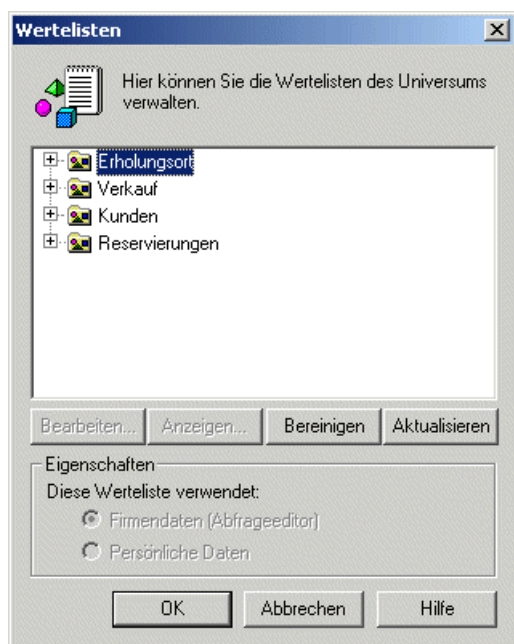 Wertelisten
Hier können Sie die Wertelisten des Universums
verwalten.
Erholungsort
Verkauf
Kunden
Reservierungen
Bearbeiten... Anzeigen... Bereinigen Aktualisieren
Eigenschaften
Diese Werteliste verwendet:
Firmendaten (Abfrageeditor)
Persönliche Daten
OK Abbrechen Hilfe